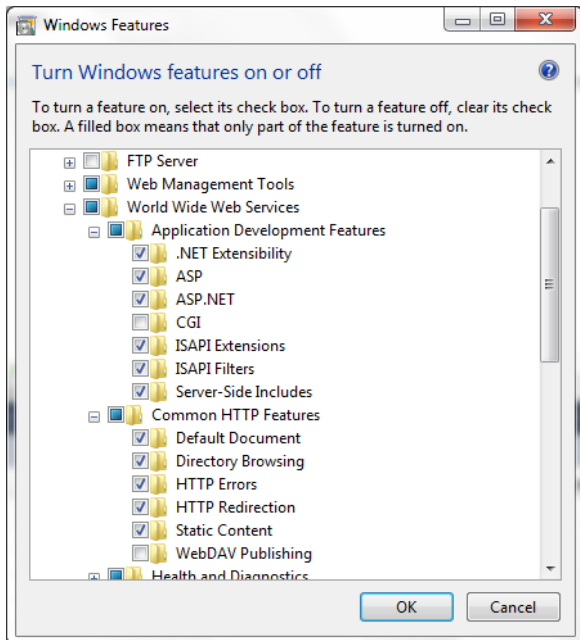 Windows Features
Turn Windows features on or off
To turn a feature on, select its check box. To turn a feature off, clear its check
box. A filled box means that only part of the feature is turned on.
FTP Server
Web Management Tools
World Wide Web Services
Application Development Features
.NET Extensibility
ASP
ASP.NET
CGI
ISAPI Extensions
ISAPI Filters
Server-Side Includes
Common HTTP Features
Default Document
Directory Browsing
HTTP Errors
HTTP Redirection
Static Content
WebDAV Publishing
Health and Diagnostics
OK Cancel